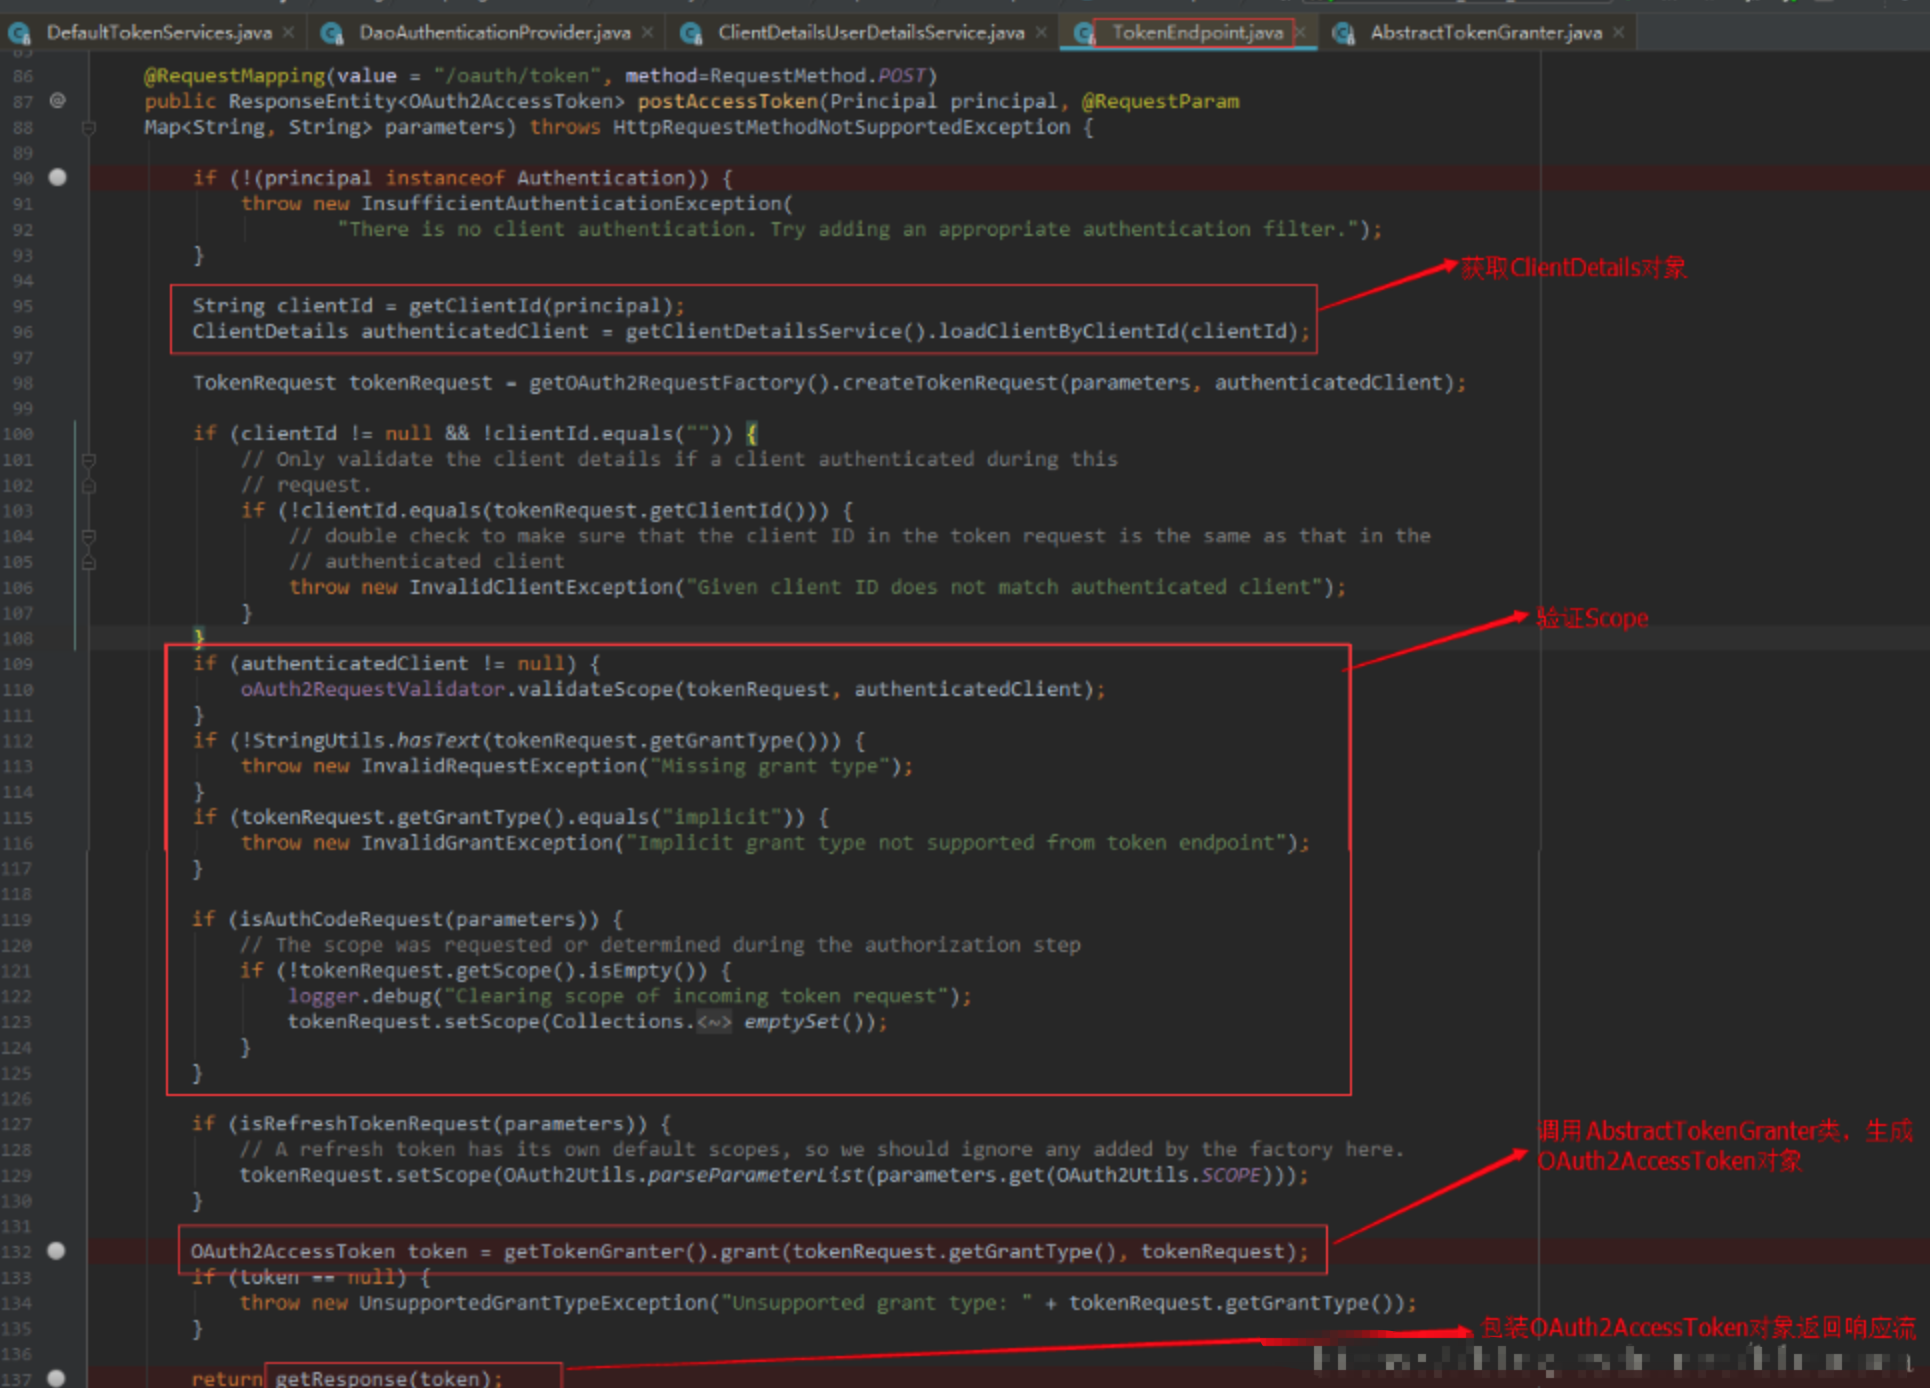 DefaultTokenServices.java × DaoAuthenticationProvider.java × ClientDetailsUserDetailsService.java × TokenEndpoint.java × AbstractTokenGranter.java ×
85
86 @RequestMapping(value = "/oauth/token", method=RequestMethod.POST)
87 @ public ResponseEntity<OAuth2AccessToken> postAccessToken(Principal principal, @RequestParam
88 Map<String, String> parameters) throws HttpRequestMethodNotSupportedException {
89
90 if (!(principal instanceof Authentication)) {
91 throw new InsufficientAuthenticationException(
92 "There is no client authentication. Try adding an appropriate authentication filter.");
93 }
94
获取ClientDetails对象
95 String clientId = getClientId(principal);
96 ClientDetails authenticatedClient = getClientDetailsService().loadClientByClientId(clientId);
97
98 TokenRequest tokenRequest = getOAuth2RequestFactory().createTokenRequest(parameters, authenticatedClient);
99
100 if (clientId != null && !clientId.equals("")) {
101 // Only validate the client details if a client authenticated during this
102 // request.
103 if (!clientId.equals(tokenRequest.getClientId())) {
104 // double check to make sure that the client ID in the token request is the same as that in the
105 // authenticated client
106 throw new InvalidClientException("Given client ID does not match authenticated client");
107 }
验证Scope
108 }
109 if (authenticatedClient != null) {
110 oAuth2RequestValidator.validateScope(tokenRequest, authenticatedClient);
111 }
112 if (!StringUtils.hasText(tokenRequest.getGrantType())) {
113 throw new InvalidRequestException("Missing grant type");
114 }
115 if (tokenRequest.getGrantType().equals("implicit")) {
116 throw new InvalidGrantException("Implicit grant type not supported from token endpoint");
117 }
118
119 if (isAuthCodeRequest(parameters)) {
120 // The scope was requested or determined during the authorization step
121 if (!tokenRequest.getScope().isEmpty()) {
122 logger.debug("Clearing scope of incoming token request");
123 tokenRequest.setScope(Collections.<~> emptySet());
124 }
125 }
126
127 if (isRefreshTokenRequest(parameters)) {
128 // A refresh token has its own default scopes, so we should ignore any added by the factory here.
129 tokenRequest.setScope(OAuth2Utils.parseParameterList(parameters.get(OAuth2Utils.SCOPE)));
130 }
调用AbstractTokenGranter类，生成
OAuth2AccessToken对象
131
132 OAuth2AccessToken token = getTokenGranter().grant(tokenRequest.getGrantType(), tokenRequest);
133 if (token == null) {
134 throw new UnsupportedGrantTypeException("Unsupported grant type: " + tokenRequest.getGrantType());
135 }
包装OAuth2AccessToken对象返回响应流
136
137 return getResponse(token);